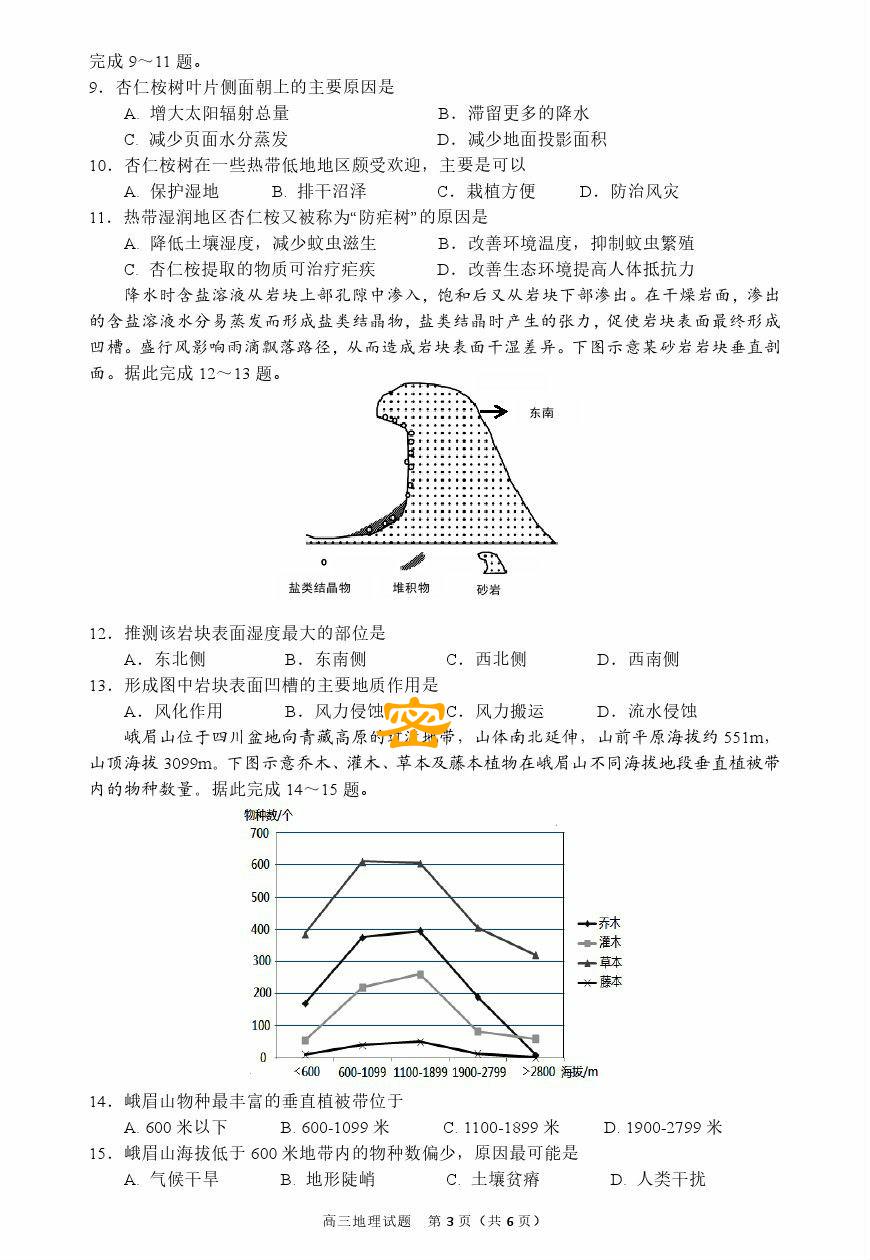 完成 9～11 题。
9．杏仁桉树叶片侧面朝上的主要原因是
A. 增大太阳辐射总量 B．滞留更多的降水
C. 减少页面水分蒸发 D．减少地面投影面积
10．杏仁桉树在一些热带低地地区颇受欢迎，主要是可以
A. 保护湿地 B. 排干沼泽 C．栽植方便 D．防治风灾
11．热带湿润地区杏仁桉又被称为“防疟树”的原因是
A. 降低土壤湿度，减少蚊虫滋生 B．改善环境温度，抑制蚊虫繁殖
C. 杏仁桉提取的物质可治疗疟疾 D．改善生态环境提高人体抵抗力
降水时含盐溶液从岩块上部孔隙中渗入，饱和后又从岩块下部渗出。在干燥岩面，渗出
的含盐溶液水分易蒸发而形成盐类结晶物，盐类结晶时产生的张力，促使岩块表面最终形成
凹槽。盛行风影响雨滴飘落路径，从而造成岩块表面干湿差异。下图示意某砂岩岩块垂直剖
面。据此完成 12～13 题。
东南
盐类结晶物 堆积物 砂岩
12．推测该岩块表面湿度最大的部位是
A．东北侧 B．东南侧 C．西北侧 D．西南侧
13．形成图中岩块表面凹槽的主要地质作用是
A．风化作用 B．风力侵蚀 C．风力搬运 D．流水侵蚀
密
峨眉山位于四川盆地向青藏高原的过渡地带，山体南北延伸，山前平原海拔约 551m，
山顶海拔 3099m。下图示意乔木、灌木、草本及藤本植物在峨眉山不同海拔地段垂直植被带
内的物种数量。据此完成 14～15 题。
物种数/个
700
600
500
400
300
200
100
0
乔木
灌木
草本
藤本
<600 600-1099 1100-1899 1900-2799 >2800 海拔/m
14．峨眉山物种最丰富的垂直植被带位于
A. 600 米以下 B. 600-1099 米 C. 1100-1899 米 D. 1900-2799 米
15．峨眉山海拔低于 600 米地带内的物种数偏少，原因最可能是
A. 气候干旱 B. 地形陡峭 C. 土壤贫瘠 D. 人类干扰
高三地理试题 第 3 页（共 6 页）